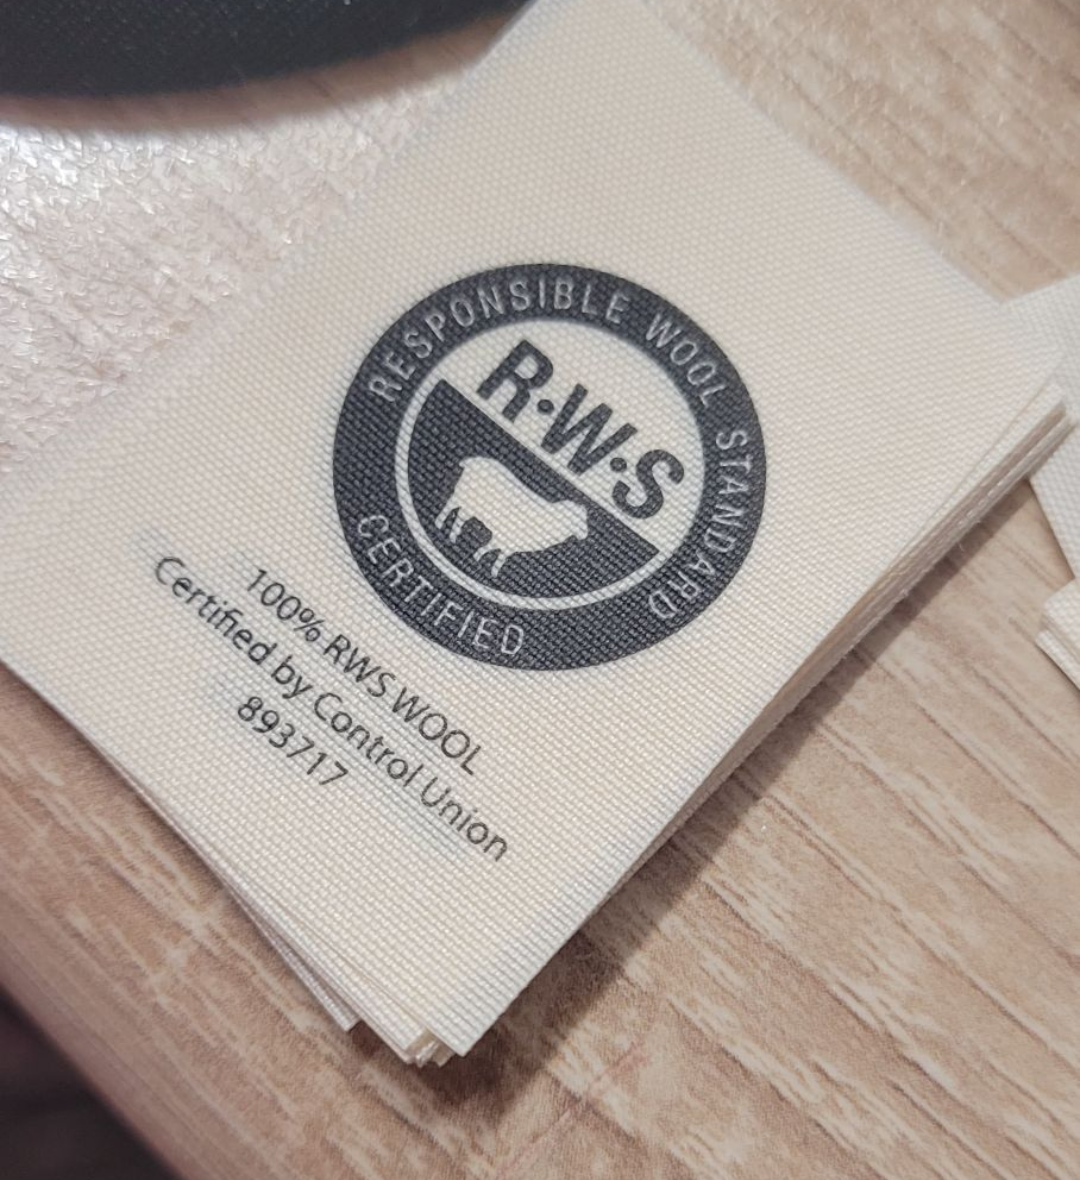 RESPONSIBLE WOOL STANDARD
R·W·S
CERTIFIED
100% RWS WOOL
Certified by Control Union
893717